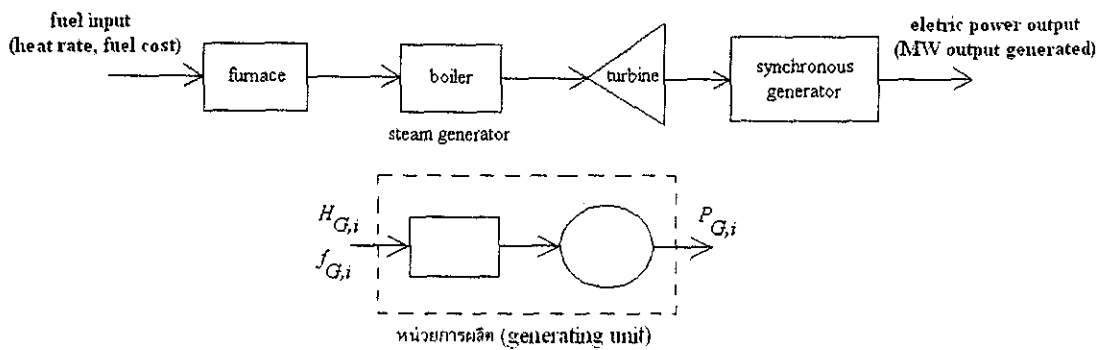 fuel input
(heat rate, fuel cost)
eletric power output
(MW output generated)
furnace
boiler
turbine
synchronous
generator
steam generator
H_{G,i}
f_{G,i}
P_{G,i}
หน่วยการผลิต (generating unit)